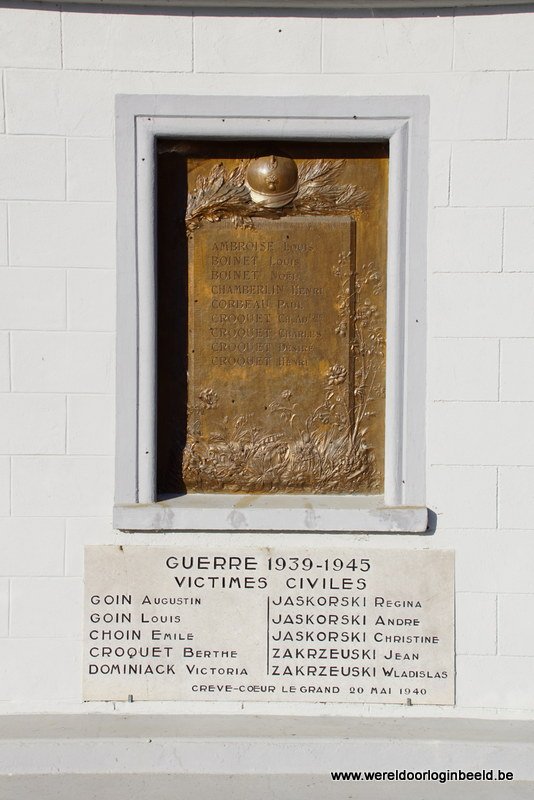 AMBROISE LOUIS
BOINET LOUIS
BOINET NOËL
CHAMBERLIN HENRI
CORBEAU PAUL
CROQUET
CROQUET CHARLES
CROQUET DÉSIRÉ
CROQUET HENRI
GUERRE 1939-1945
VICTIMES CIVILES
GOIN AUGUSTIN
GOIN LOUIS
CHOIN EMILE
CROQUET BERTHE
DOMINIACK VICTORIA
JASKORSKI REGINA
JASKORSKI ANDRE
JASKORSKI CHRISTINE
ZAKRZEUSKI JEAN
ZAKRZEUSKI WLADISLAS
CREVE-CŒUR LE GRAND 20 MAI 1940
www.wereldoorloginbeeld.be